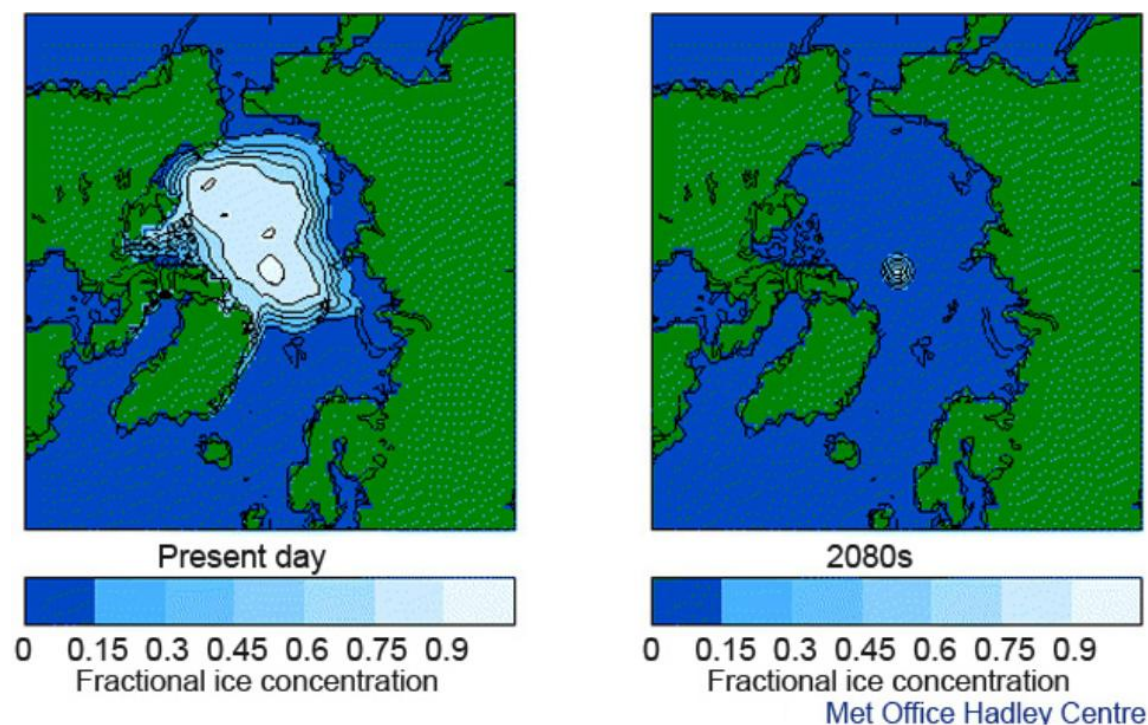 Present day
0 0.15 0.3 0.45 0.6 0.75 0.9
Fractional ice concentration
2080s
0 0.15 0.3 0.45 0.6 0.75 0.9
Fractional ice concentration
Met Office Hadley Centre